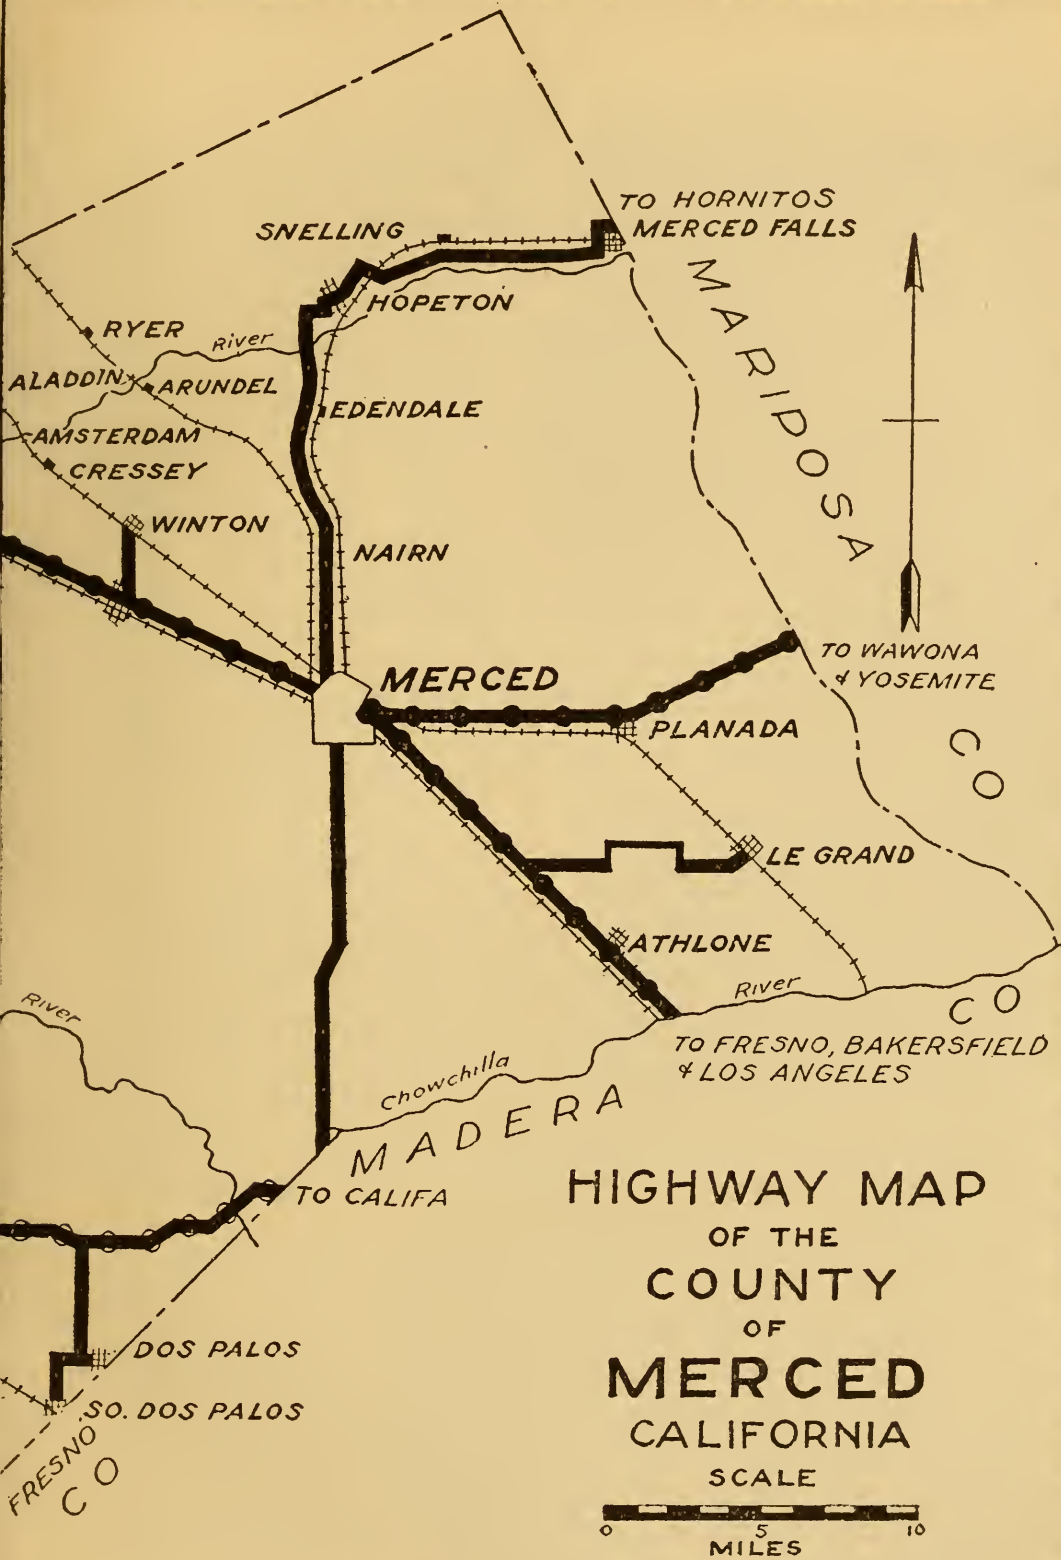 TO HORNITOS
MERCED FALLS
SNELLING
HOPETON
RYER
River
ALADDIN
ARUNDEL
EDENDALE
AMSTERDAM
CRESSEY
WINTON
NAIRN
MARIPOSA
CO
MERCED
TO WAWONA
& YOSEMITE
PLANADA
LE GRAND
ATHLONE
River
River
CO
TO FRESNO, BAKERSFIELD
& LOS ANGELES
Chowchilla
MADERA
TO CALIFA
DOS PALOS
SO. DOS PALOS
FRESNO
CO
HIGHWAY MAP
OF THE
COUNTY
OF
MERCED
CALIFORNIA
SCALE
0 5 10
MILES